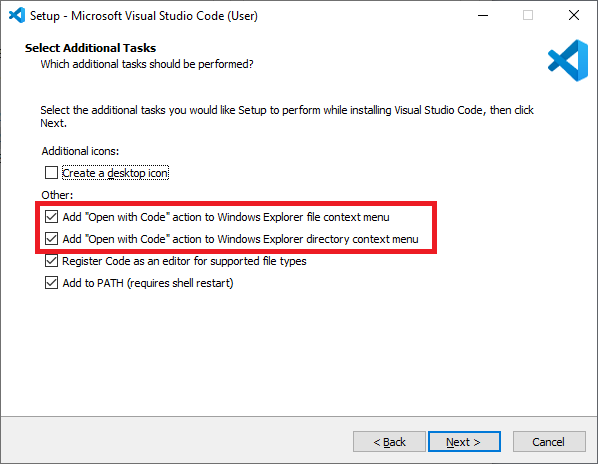 Setup - Microsoft Visual Studio Code (User)
Select Additional Tasks
Which additional tasks should be performed?
Select the additional tasks you would like Setup to perform while installing Visual Studio Code, then click
Next.
Additional icons:
Create a desktop icon
Other:
Add "Open with Code" action to Windows Explorer file context menu
Add "Open with Code" action to Windows Explorer directory context menu
Register Code as an editor for supported file types
Add to PATH (requires shell restart)
< Back Next > Cancel